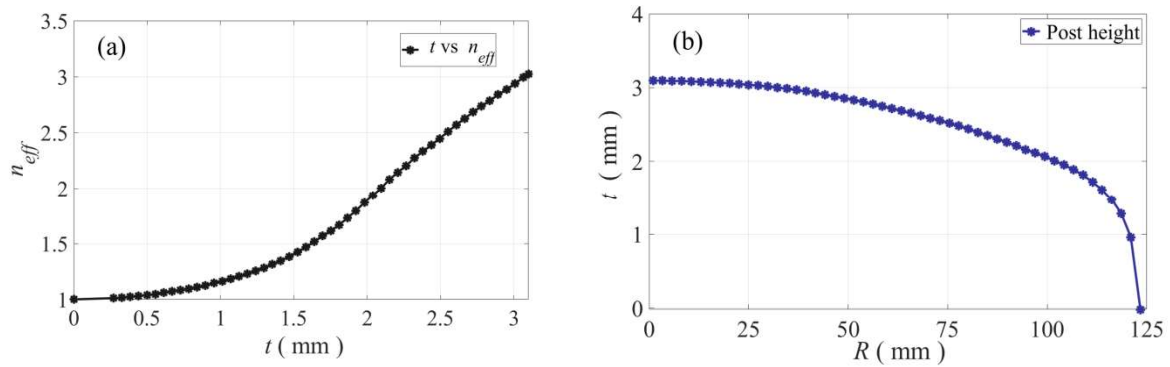 (a)
t vs n_eff
3.5
3
2.5
2
1.5
1
n_eff
0 0.5 1 1.5 2 2.5 3
t ( mm )
(b)
Post height
4
3
2
1
0
t ( mm )
0 25 50 75 100 125
R ( mm )